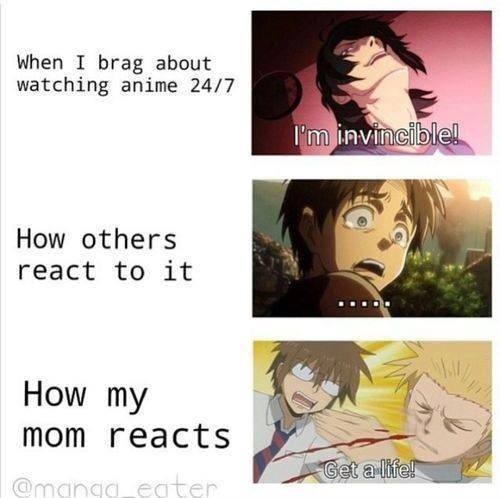 When I brag about
watching anime 24/7
I'm invincible!
How others
react to it
.....
How my
mom reacts
Get a life!
@manga_eater